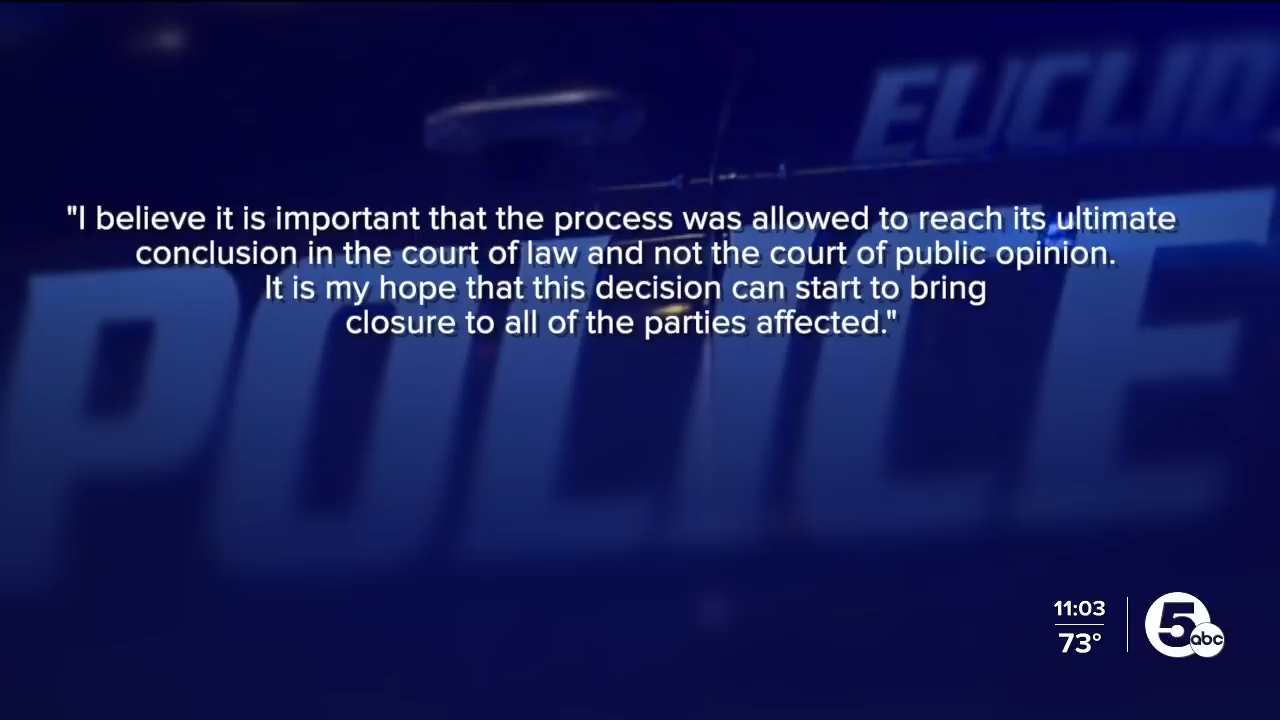 EUCLID
POLICE
"I believe it is important that the process was allowed to reach its ultimate
conclusion in the court of law and not the court of public opinion.
It is my hope that this decision can start to bring
closure to all of the parties affected."
11:03
73°
5
abc